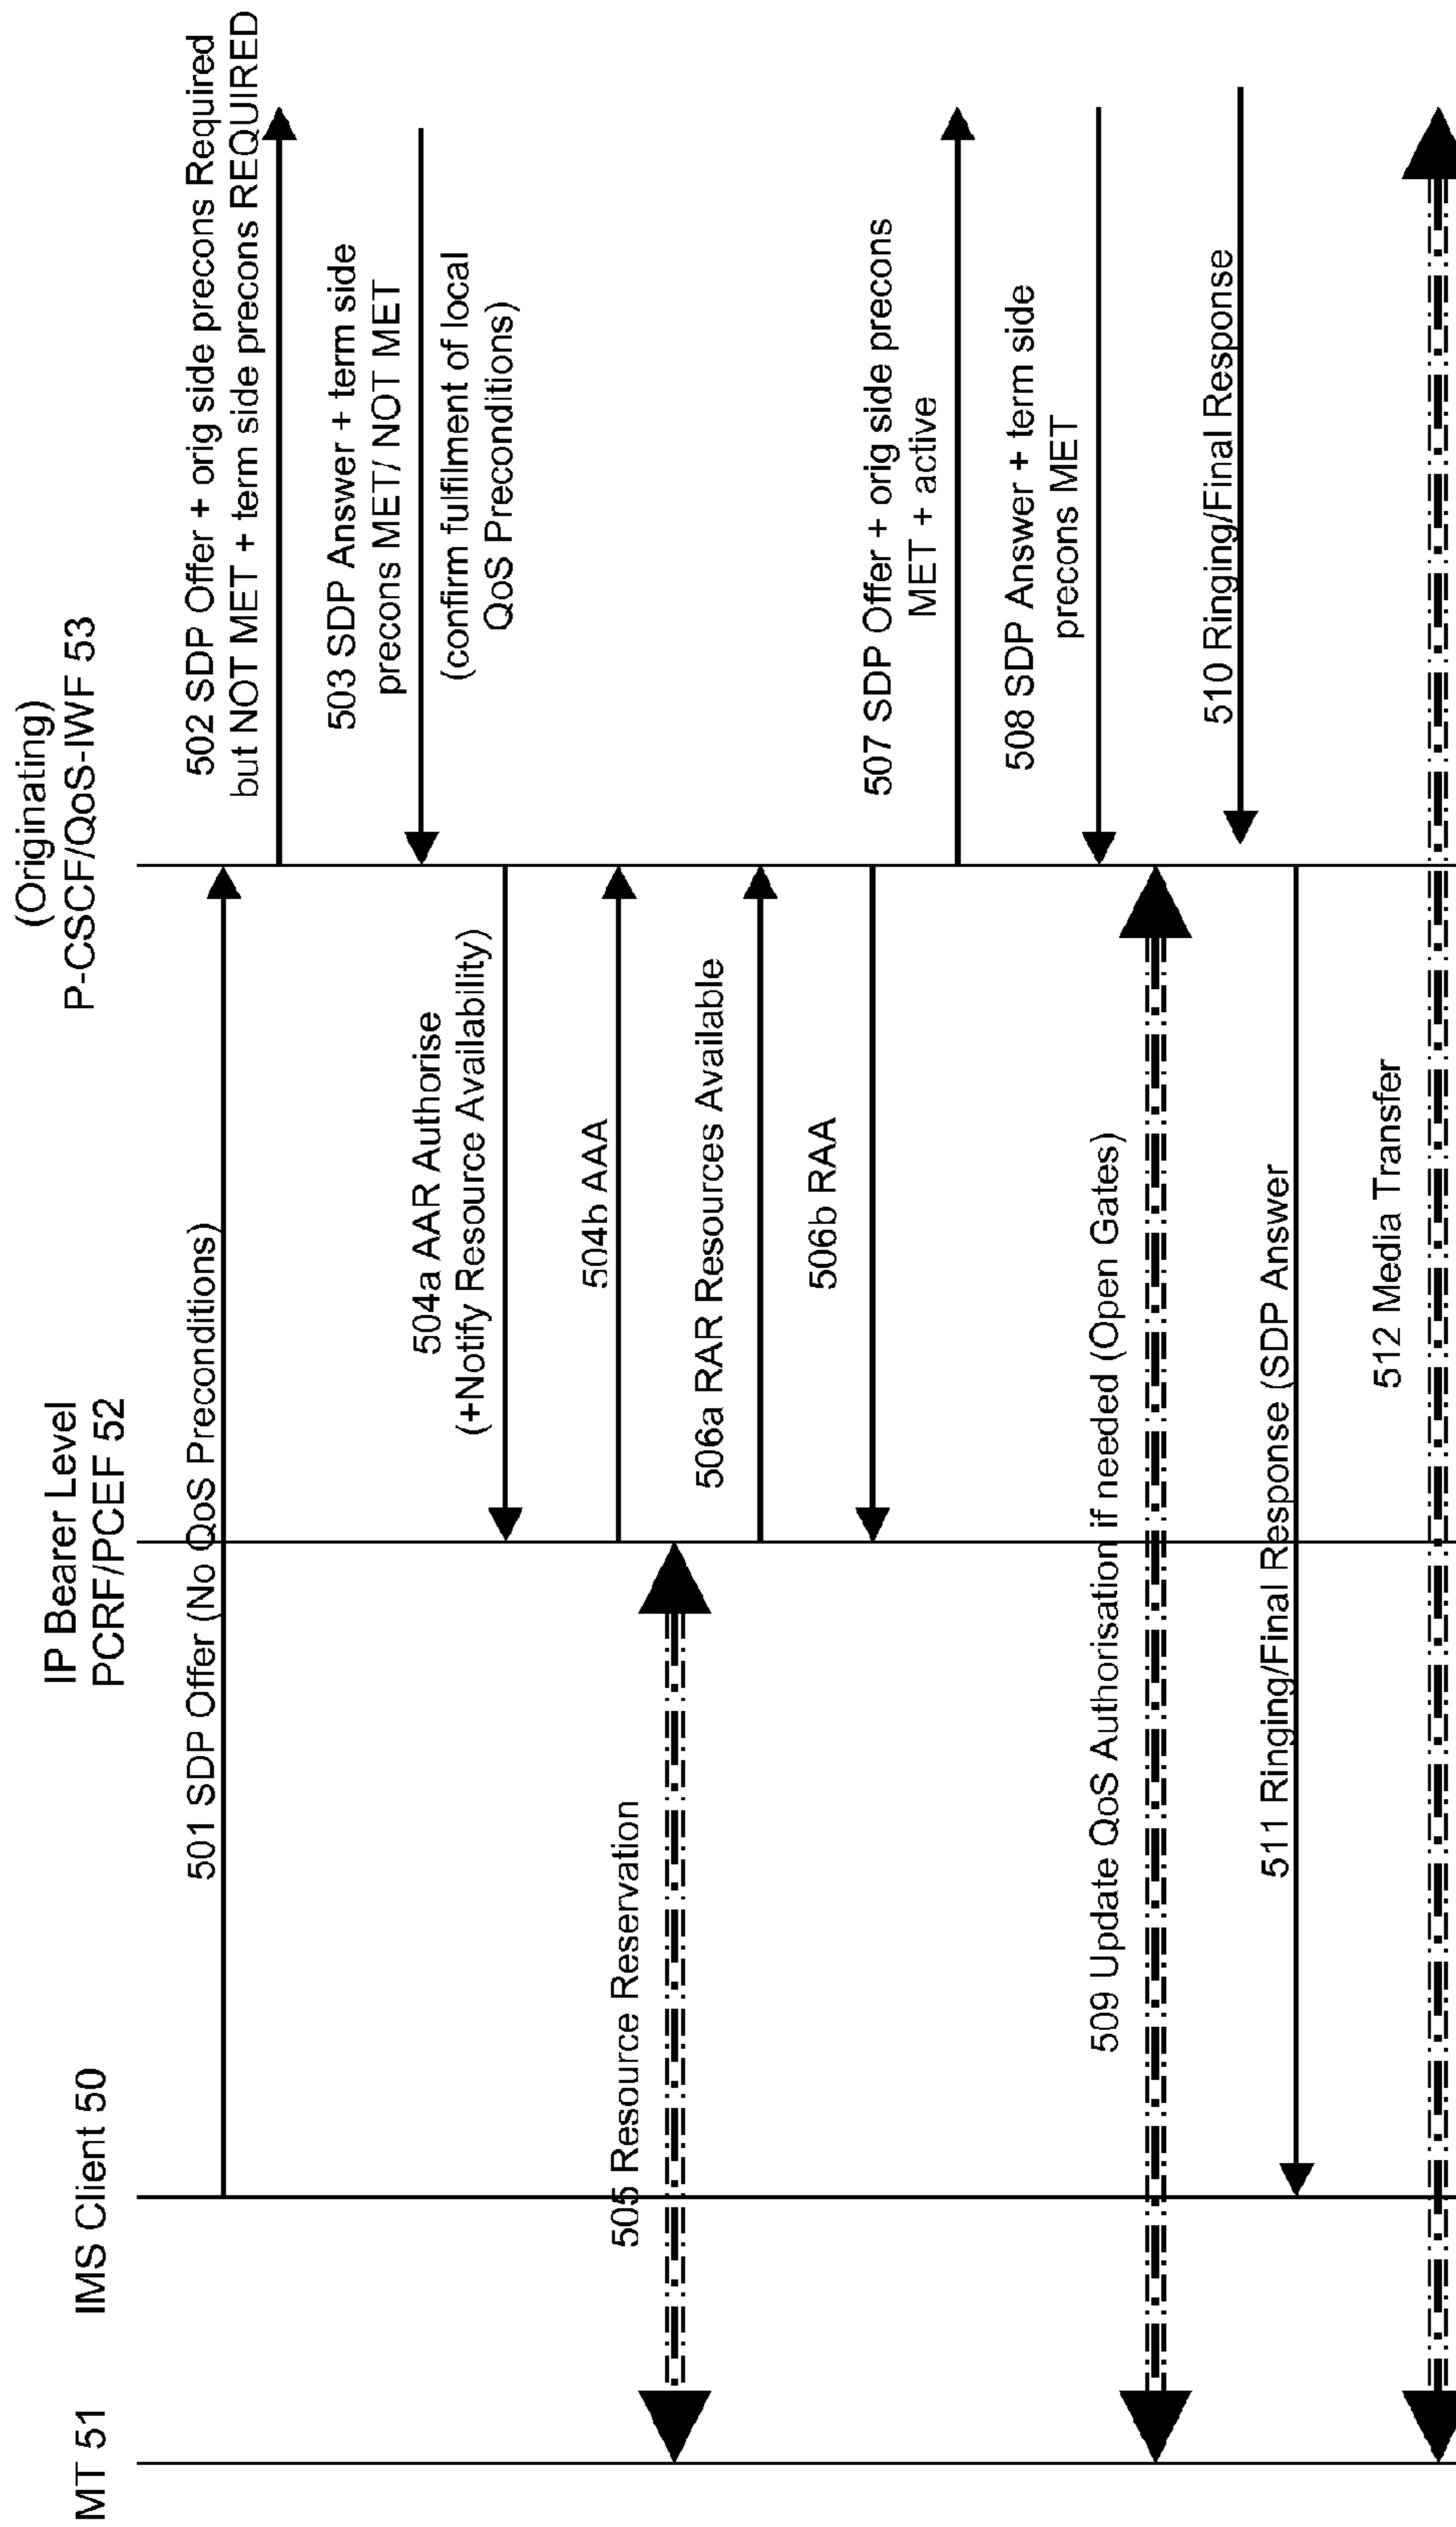 MT 51
IMS Client 50
IP Bearer Level
PCRF/PCEF 52
(Originating)
P-CSCF/QoS-IWF 53
501 SDP Offer (No QoS Preconditions)
502 SDP Offer + orig side precons Required
but NOT MET + term side precons REQUIRED
503 SDP Answer + term side
precons MET/ NOT MET
(confirm fulfilment of local
QoS Preconditions)
504a AAR Authorise
(+Notify Resource Availability)
504b AAA
505 Resource Reservation
506a RAR Resources Available
506b RAA
507 SDP Offer + orig side precons
MET + active
508 SDP Answer + term side
precons MET
509 Update QoS Authorisation if needed (Open Gates)
510 Ringing/Final Response
511 Ringing/Final Response (SDP Answer
512 Media Transfer